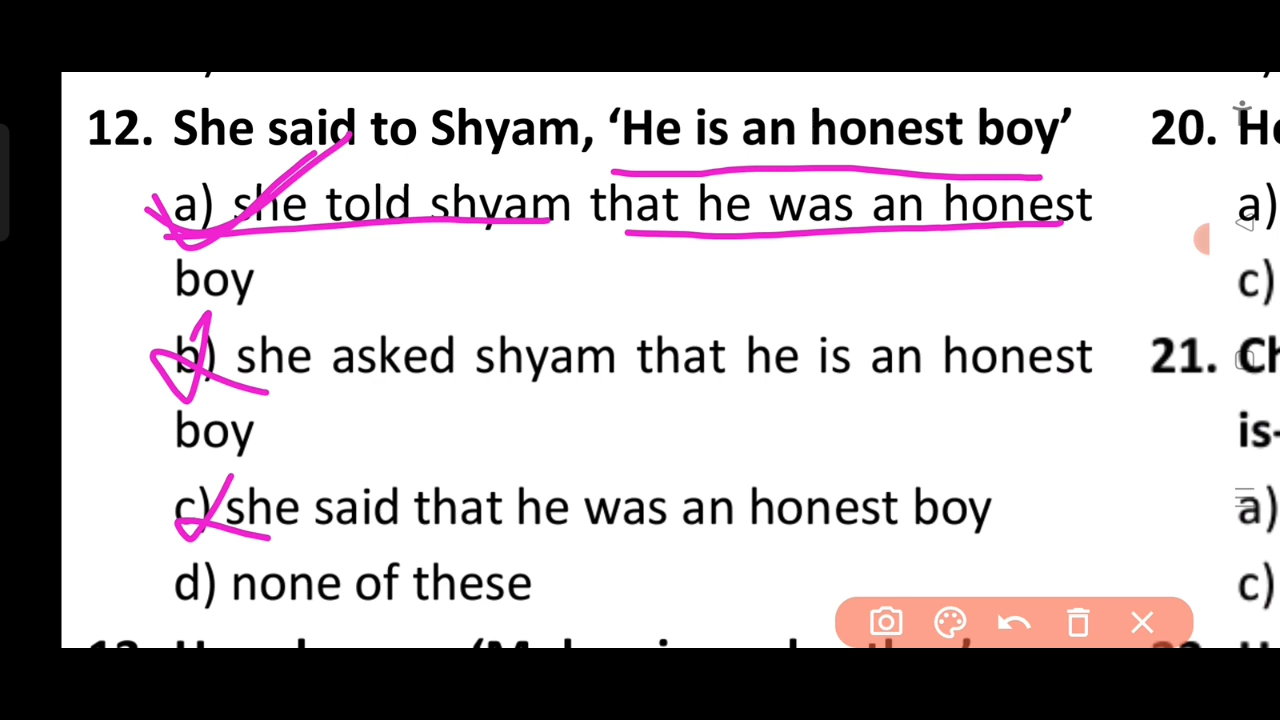 12. She said to Shyam, ‘He is an honest boy’
a) she told shyam that he was an honest
boy
b) she asked shyam that he is an honest
boy
c) she said that he was an honest boy
d) none of these
20. He
a)
c)
21. Ch
is-
a)
c)